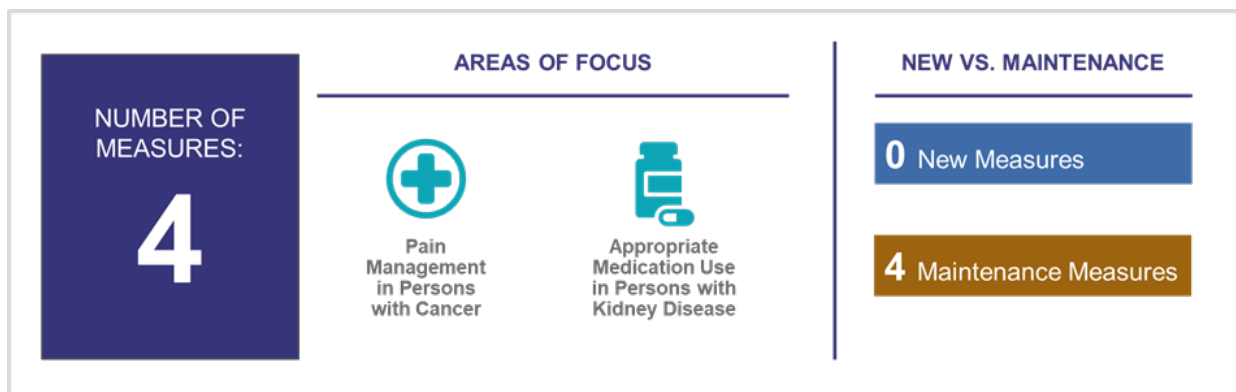 NUMBER OF
MEASURES:
4
AREAS OF FOCUS
Pain
Management
in Persons
with Cancer
Appropriate
Medication Use
in Persons with
Kidney Disease
NEW VS. MAINTENANCE
0 New Measures
4 Maintenance Measures